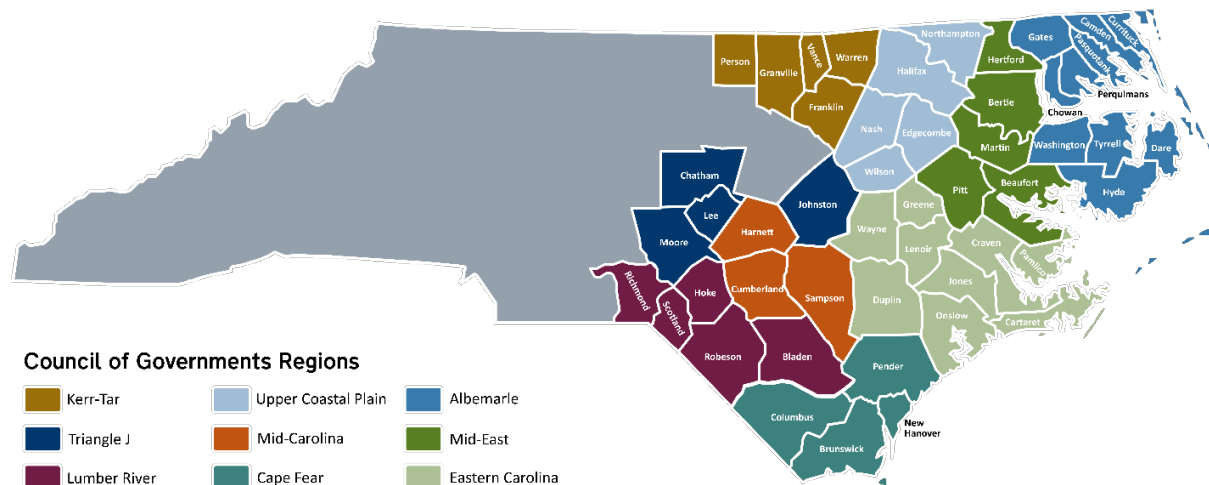 Northampton
Gates
Camden
Currituck
Pasquotank
Person
Granville
Vance
Warren
Halifax
Hertford
Perquimans
Franklin
Bertie
Chowan
Nash
Edgecombe
Martin
Washington
Tyrrell
Dare
Chatham
Wilson
Beaufort
Hyde
Pitt
Johnston
Greene
Lee
Harnett
Wayne
Moore
Lenoir
Craven
Pamlico
Richmond
Hoke
Cumberland
Sampson
Duplin
Jones
Scotland
Onslow
Carteret
Robeson
Bladen
Pender
Columbus
New
Hanover
Brunswick
Council of Governments Regions
Kerr-Tar
Upper Coastal Plain
Albemarle
Triangle J
Mid-Carolina
Mid-East
Lumber River
Cape Fear
Eastern Carolina